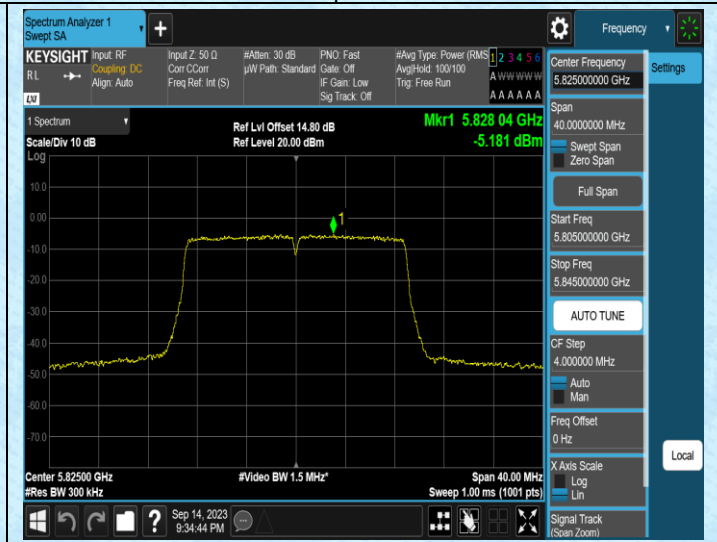 Spectrum Analyzer 1
Swept SA
Frequency
KEYSIGHT
RL
LXI
Input: RF
Coupling: DC
Align: Auto
Input Z: 50 Ω
Corr CCorr
Freq Ref: Int (S)
#Atten: 30 dB
µW Path: Standard
PNO: Fast
Gate: Off
IF Gain: Low
Sig Track: Off
#Avg Type: Power (RMS
Avg|Hold: 100/100
Trig: Free Run
1 2 3 4 5 6
A W W W W W
A A A A A A
Center Frequency
5.825000000 GHz
Settings
Span
40.0000000 MHz
Swept Span
Zero Span
Full Span
Start Freq
5.805000000 GHz
Stop Freq
5.845000000 GHz
AUTO TUNE
CF Step
4.000000 MHz
Auto
Man
Freq Offset
0 Hz
X Axis Scale
Log
Lin
Signal Track
(Span Zoom)
Local
1 Spectrum
Scale/Div 10 dB
Log
Ref Lvl Offset 14.80 dB
Ref Level 20.00 dBm
Mkr1 5.828 04 GHz
-5.181 dBm
10.0
0.00
-10.0
-20.0
-30.0
-40.0
-50.0
-60.0
-70.0
1
Center 5.82500 GHz
#Res BW 300 kHz
#Video BW 1.5 MHz*
Span 40.00 MHz
Sweep 1.00 ms (1001 pts)
?
Sep 14, 2023
9:34:44 PM